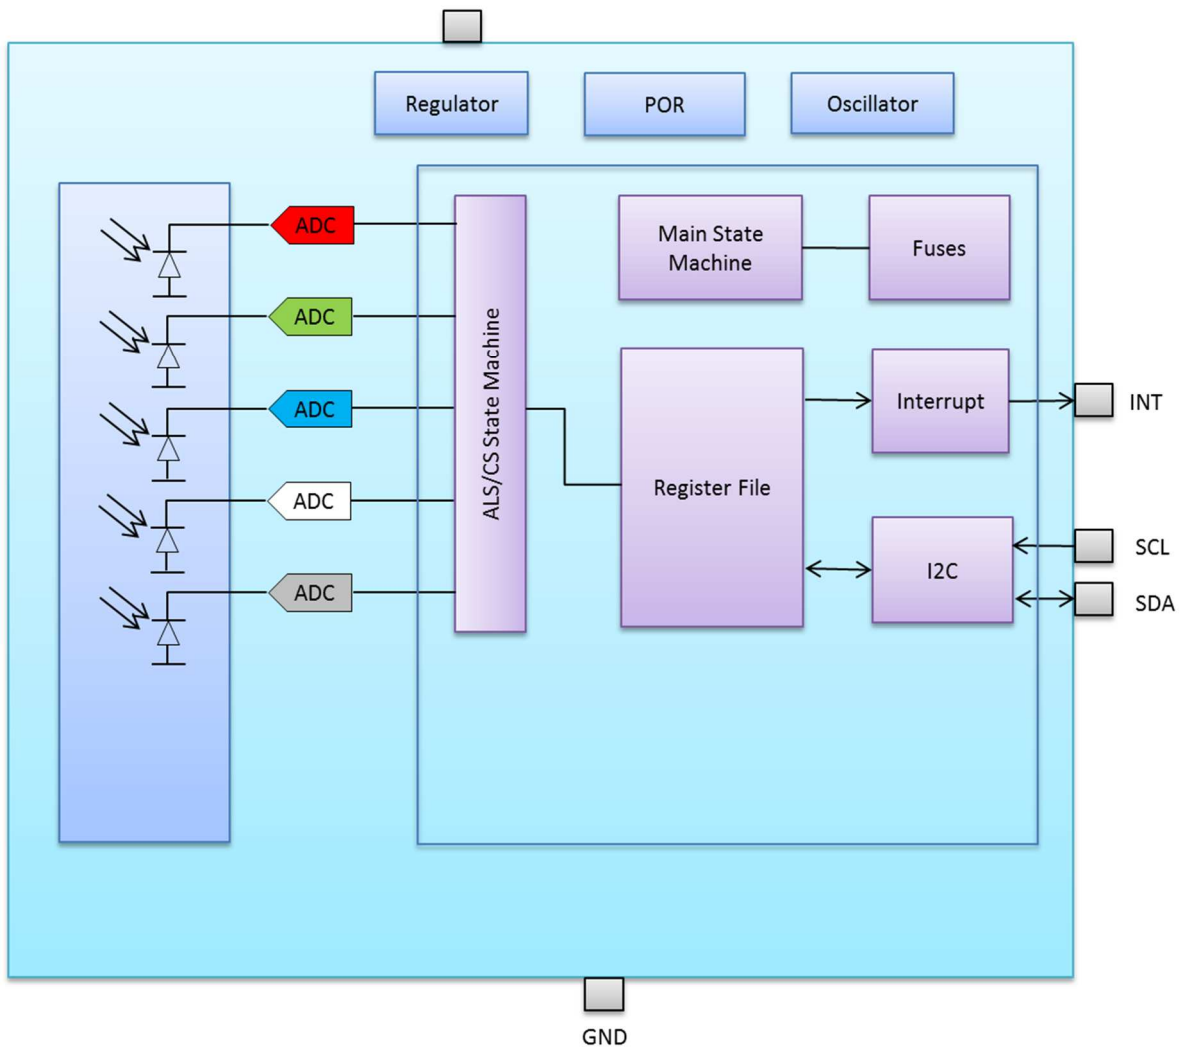 Regulator
POR
Oscillator
ADC
ADC
ADC
ADC
ADC
ALS/CS State Machine
Main State
Machine
Fuses
Register File
Interrupt
I2C
INT
SCL
SDA
GND